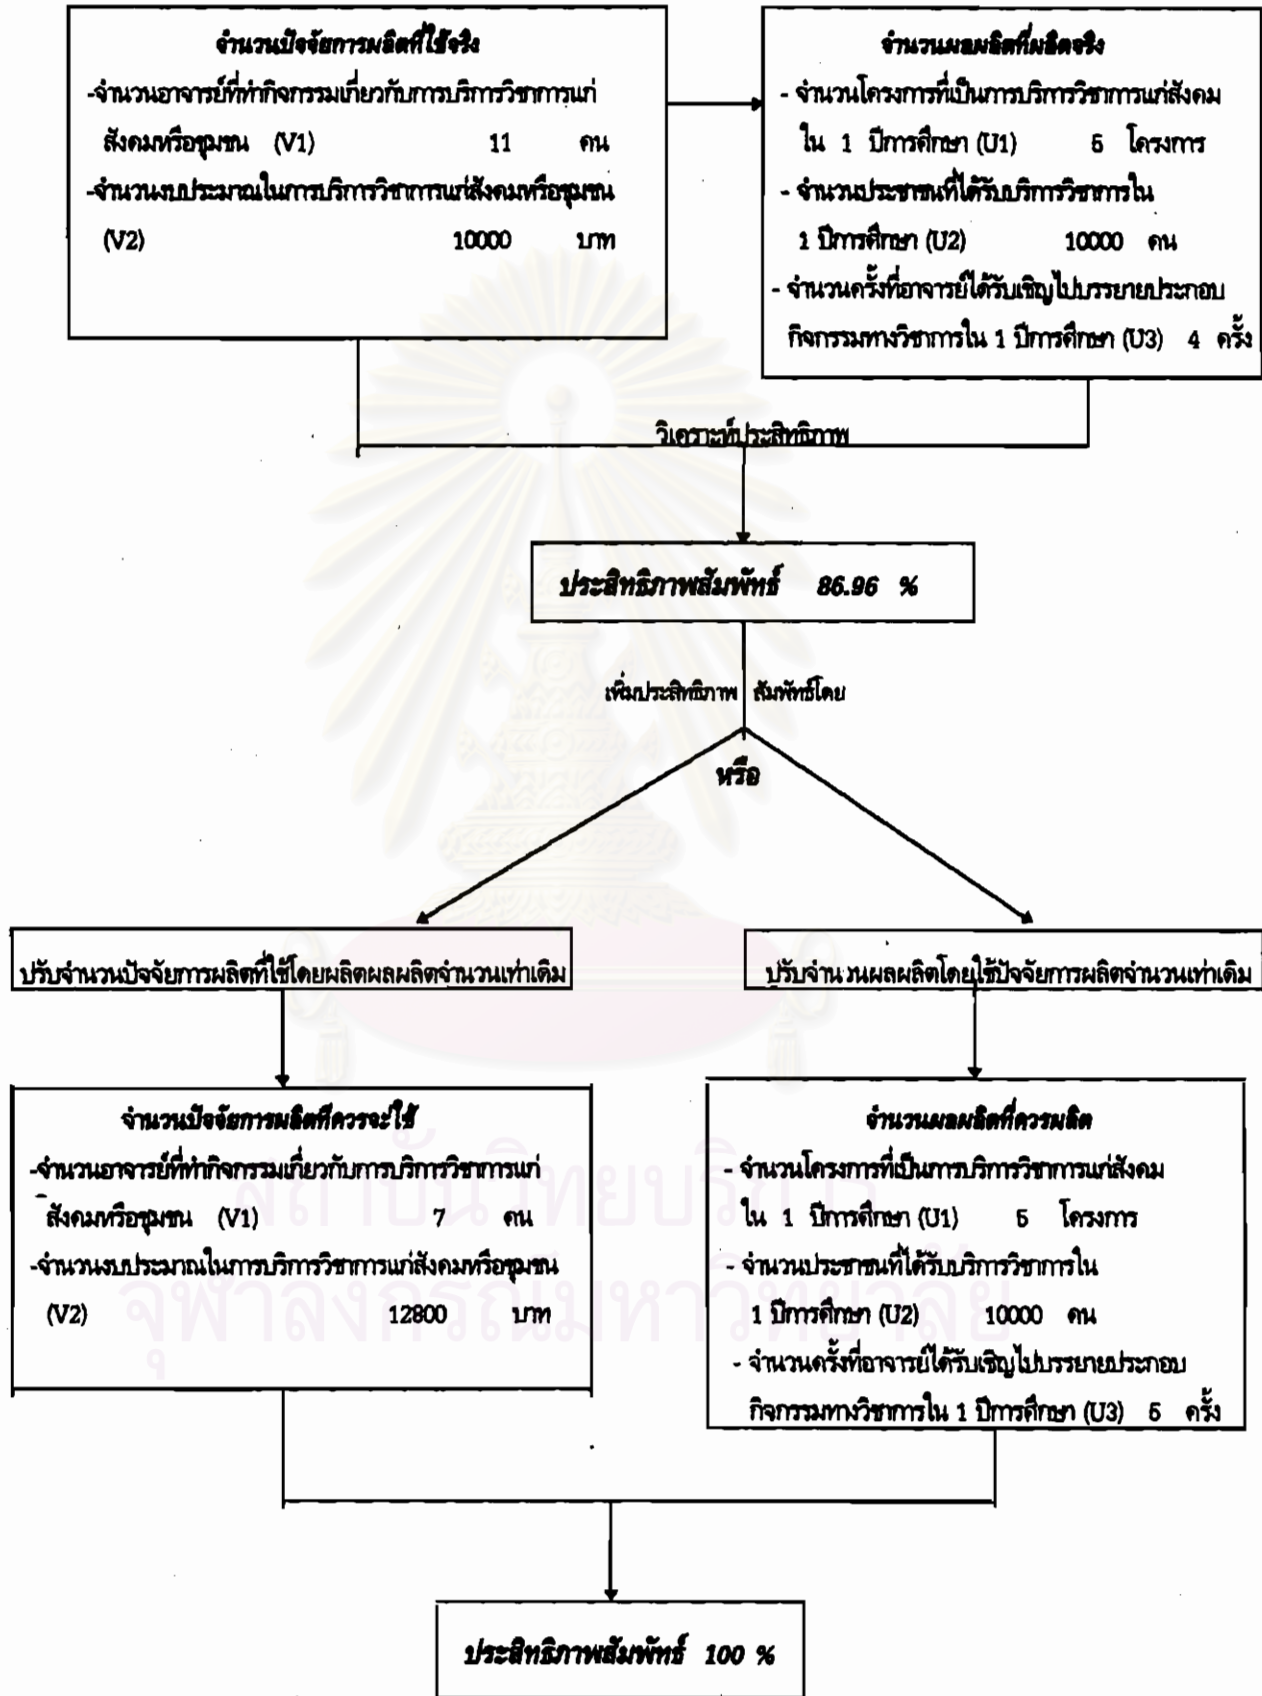 จำนวนปัจจัยการผลิตที่ใช้จริง
-จำนวนอาจารย์ที่ทำกิจกรรมเกี่ยวกับการบริการวิชาการแก่
สังคมหรือชุมชน (V1) 11 คน
-จำนวนงบประมาณในการบริการวิชาการแก่สังคมหรือชุมชน
(V2) 10000 บาท
จำนวนผลผลิตที่ผลิตจริง
- จำนวนโครงการที่เป็นการบริการวิชาการแก่สังคม
ใน 1 ปีการศึกษา (U1) 5 โครงการ
- จำนวนประชาชนที่ได้รับบริการวิชาการใน
1 ปีการศึกษา (U2) 10000 คน
- จำนวนครั้งที่อาจารย์ได้รับเชิญไปบรรยายประกอบ
กิจกรรมทางวิชาการใน 1 ปีการศึกษา (U3) 4 ครั้ง
วิเคราะห์ประสิทธิภาพ
ประสิทธิภาพสัมพัทธ์ 86.96 %
เพิ่มประสิทธิภาพ สัมพัทธ์โดย
หรือ
ปรับจำนวนปัจจัยการผลิตที่ใช้โดยผลิตผลผลิตจำนวนเท่าเดิม
ปรับจำนวนผลผลิตโดยใช้ปัจจัยการผลิตจำนวนเท่าเดิม
จำนวนปัจจัยการผลิตที่ควรจะใช้
-จำนวนอาจารย์ที่ทำกิจกรรมเกี่ยวกับการบริการวิชาการแก่
สังคมหรือชุมชน (V1) 7 คน
-จำนวนงบประมาณในการบริการวิชาการแก่สังคมหรือชุมชน
(V2) 12800 บาท
จำนวนผลผลิตที่ควรผลิต
- จำนวนโครงการที่เป็นการบริการวิชาการแก่สังคม
ใน 1 ปีการศึกษา (U1) 5 โครงการ
- จำนวนประชาชนที่ได้รับบริการวิชาการใน
1 ปีการศึกษา (U2) 10000 คน
- จำนวนครั้งที่อาจารย์ได้รับเชิญไปบรรยายประกอบ
กิจกรรมทางวิชาการใน 1 ปีการศึกษา (U3) 5 ครั้ง
สถาบันวิทยบริการ
จุฬาลงกรณ์มหาวิทยาลัย
ประสิทธิภาพสัมพัทธ์ 100 %